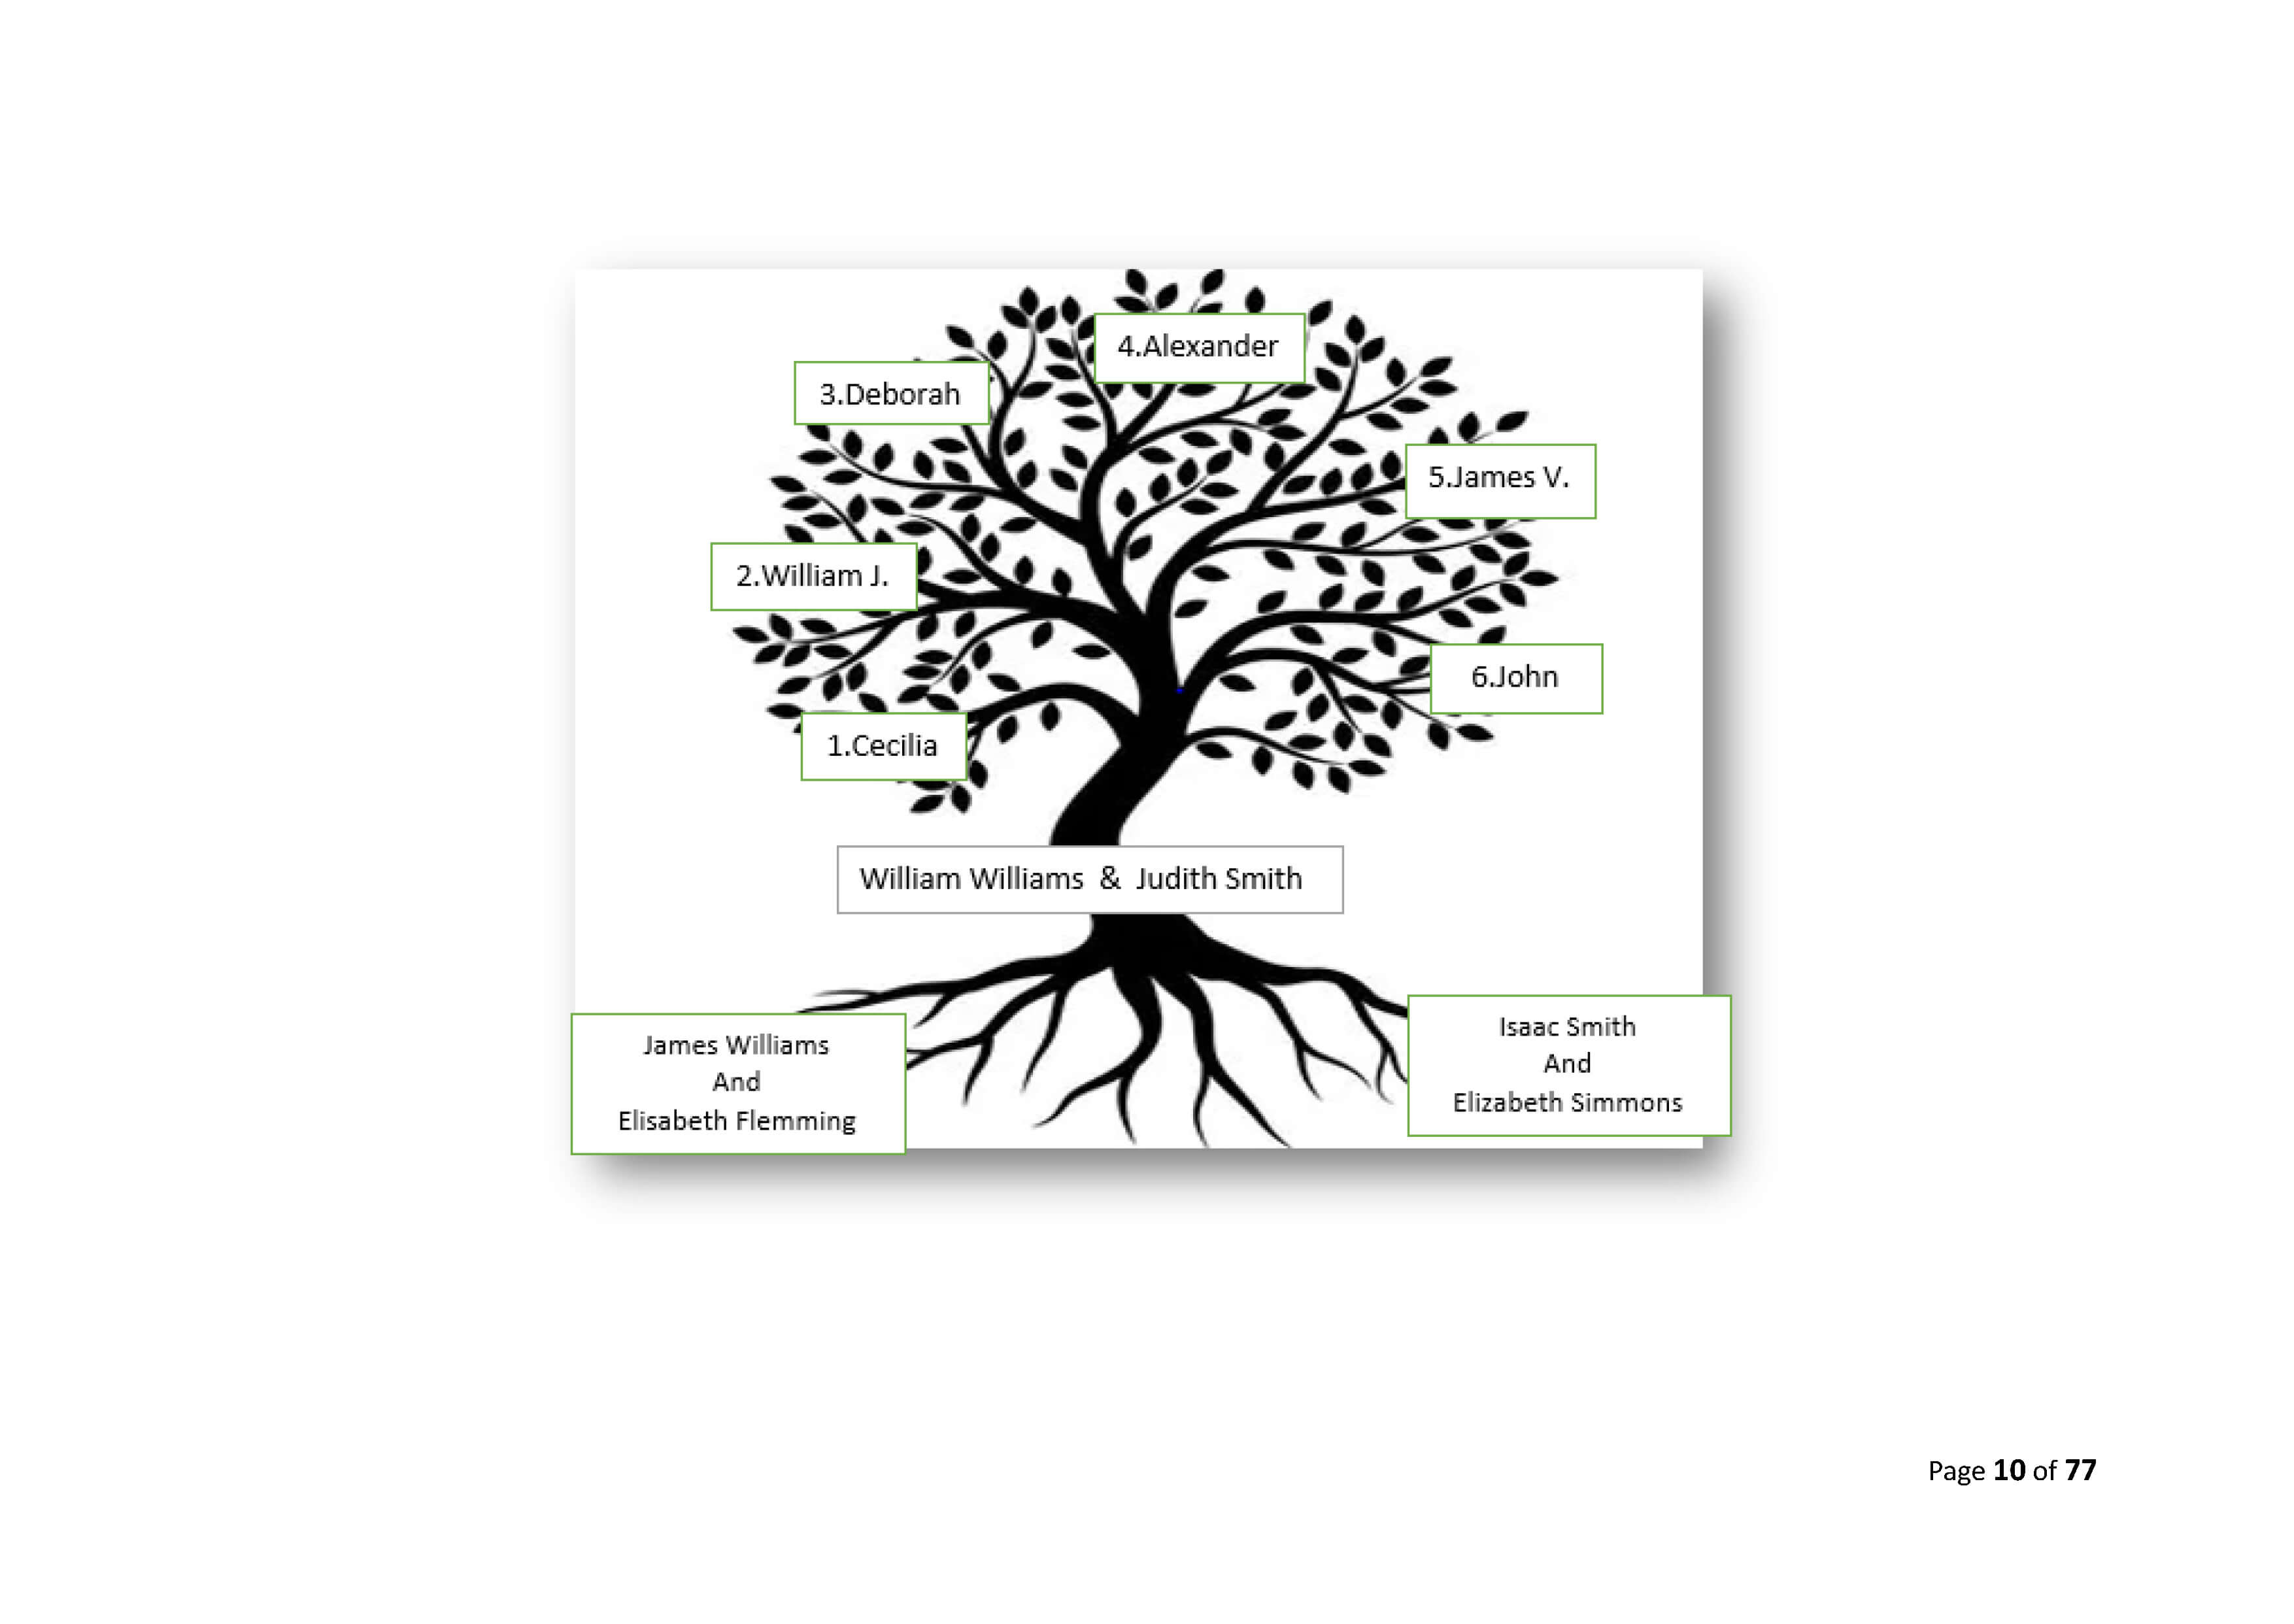 4.Alexander
3.Deborah
5.James V.
2.William J.
6.John
1.Cecilia
William Williams & Judith Smith
James Williams
And
Elisabeth Flemming
Isaac Smith
And
Elizabeth Simmons
Page 10 of 77